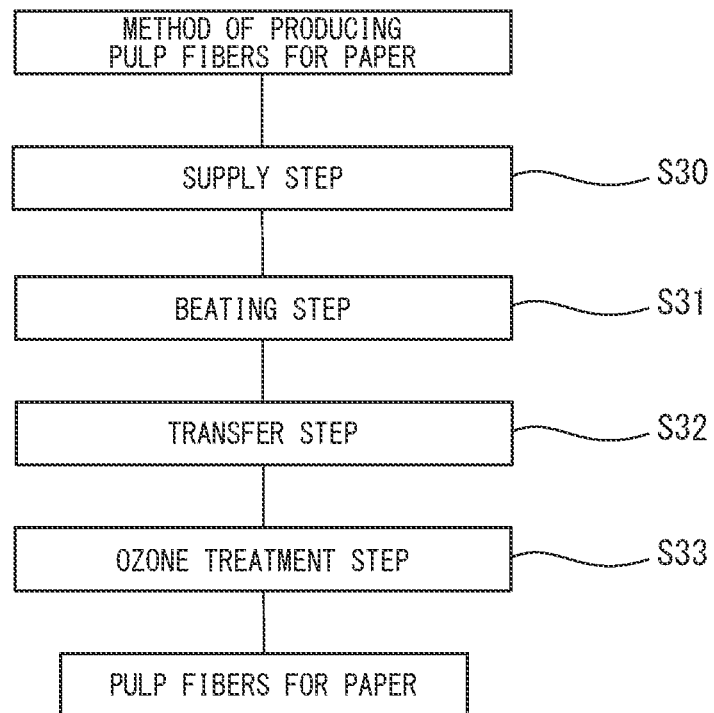 METHOD OF PRODUCING
PULP FIBERS FOR PAPER
SUPPLY STEP
S30
BEATING STEP
S31
TRANSFER STEP
S32
OZONE TREATMENT STEP
S33
PULP FIBERS FOR PAPER